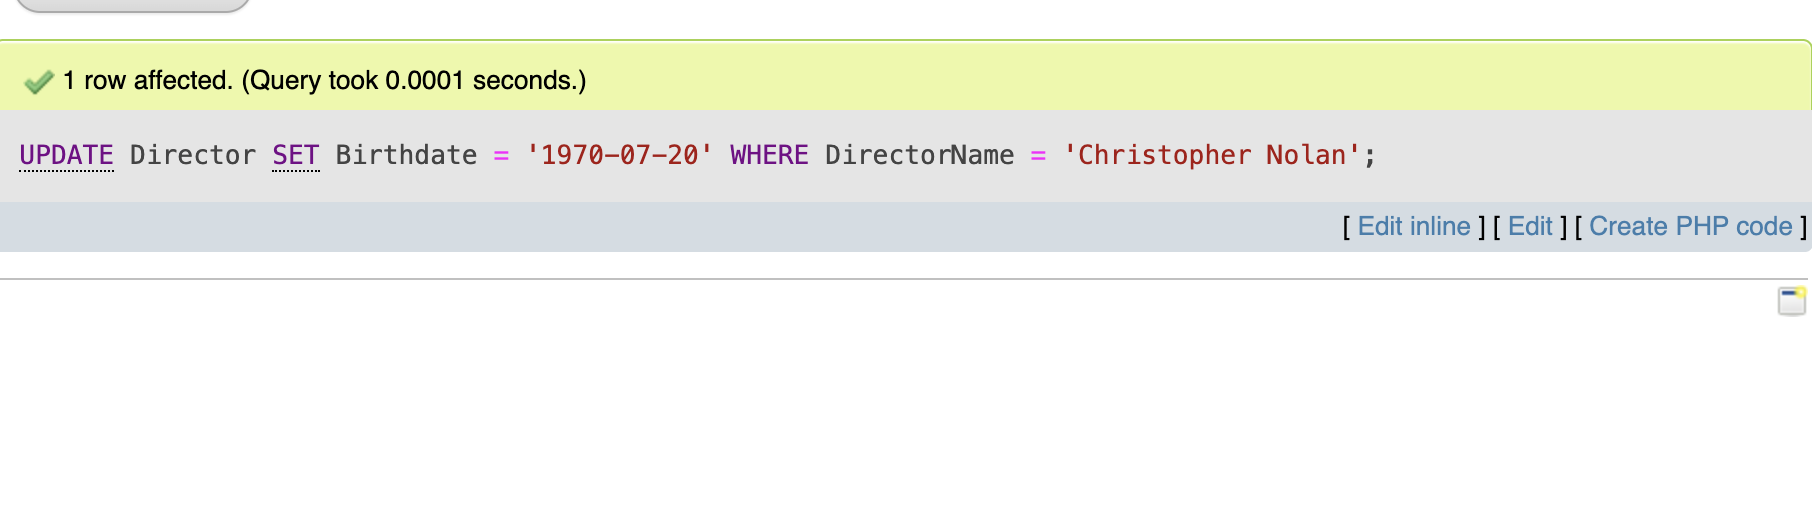 1 row affected. (Query took 0.0001 seconds.)
UPDATE Director SET Birthdate = '1970-07-20' WHERE DirectorName = 'Christopher Nolan';
[ Edit inline ] [ Edit ] [ Create PHP code ]